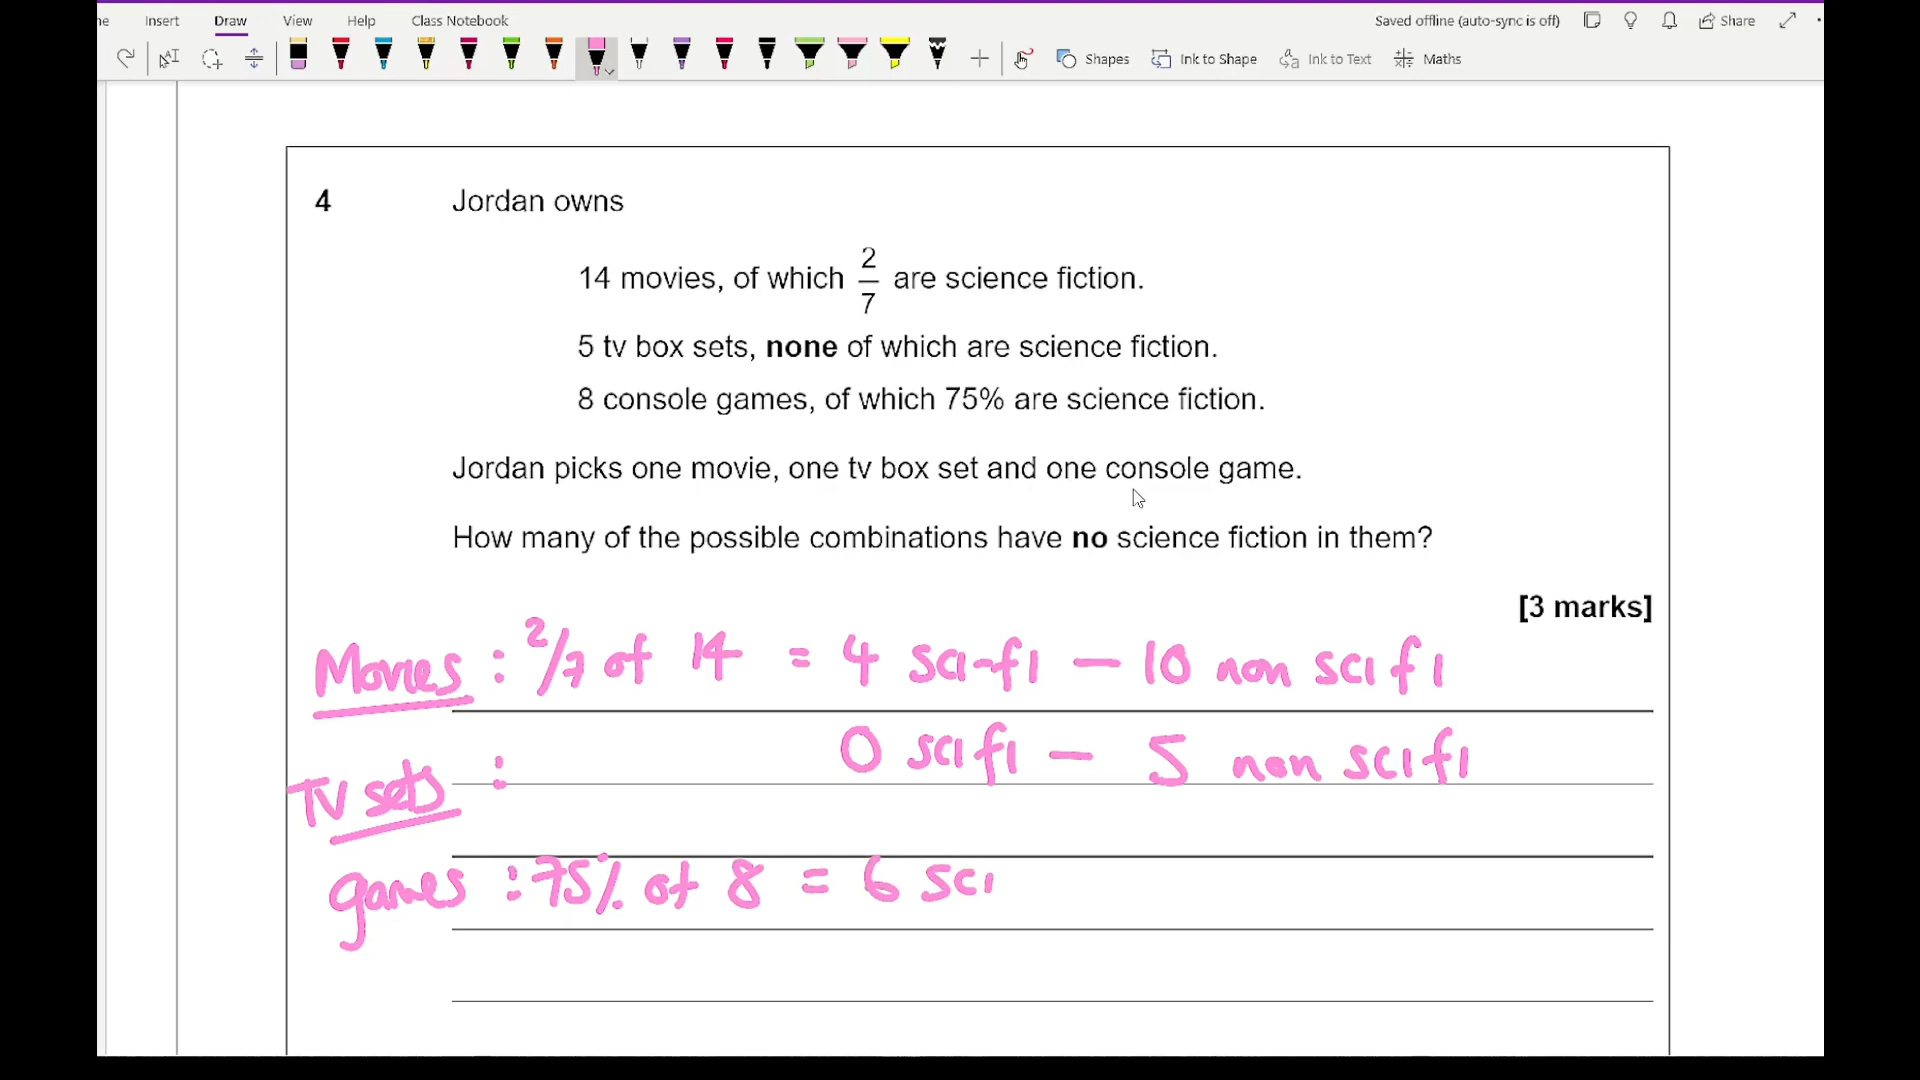 ne Insert Draw View Help Class Notebook Saved offline (auto-sync is off) Share
Shapes Ink to Shape Ink to Text Maths
4 Jordan owns
14 movies, of which 2/7 are science fiction.
5 tv box sets, none of which are science fiction.
8 console games, of which 75% are science fiction.
Jordan picks one movie, one tv box set and one console game.
How many of the possible combinations have no science fiction in them?
[3 marks]
Movies : 2/7 of 14 = 4 sci-fi — 10 non sci fi
TV sets : 0 sci fi — 5 non sci fi
games : 75% of 8 = 6 sci